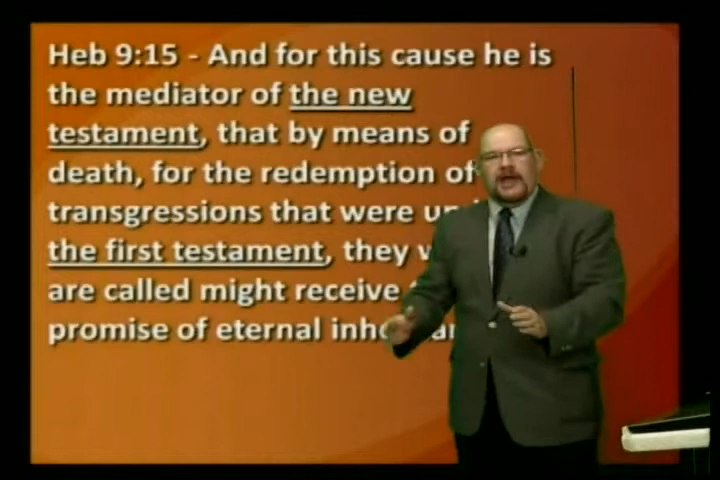 Heb 9:15 - And for this cause he is
the mediator of the new
testament, that by means of
death, for the redemption of
transgressions that were
the first testament, they
are called might receive
promise of eternal